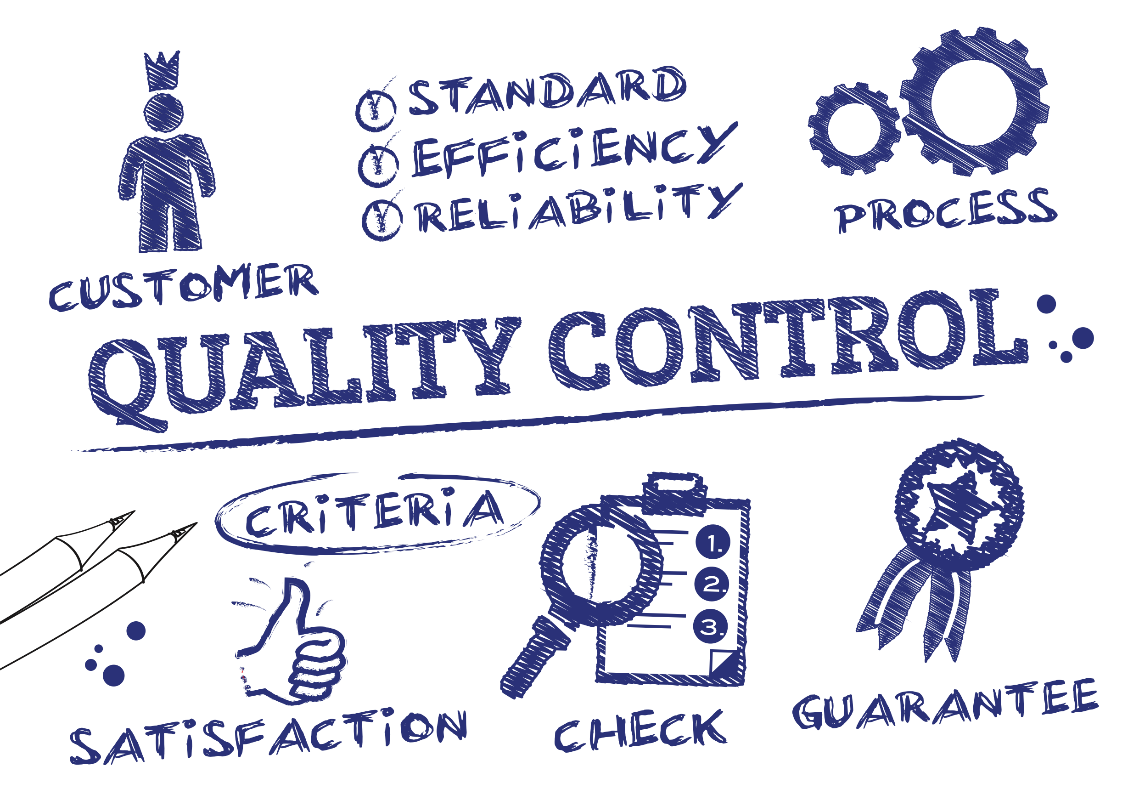 STANDARD
EFFiCiENCY
RELiABiLiTY
PROCESS
CUSTOMER
QUALITY CONTROL
CRiTERiA
1.
2.
3.
SATiSFACTiON
CHECK
GUARANTEE